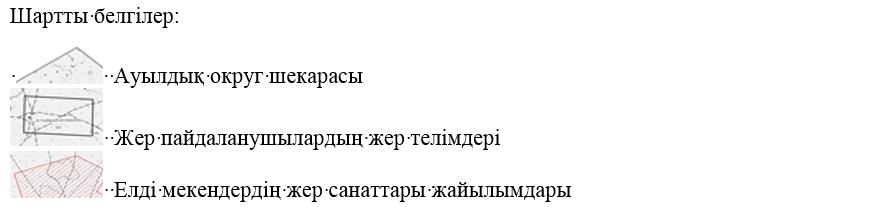 Шартты белгілер:
Ауылдық округ шекарасы
Жер пайдаланушылардың жер телімдері
Елді мекендердің жер санаттары жайылымдары